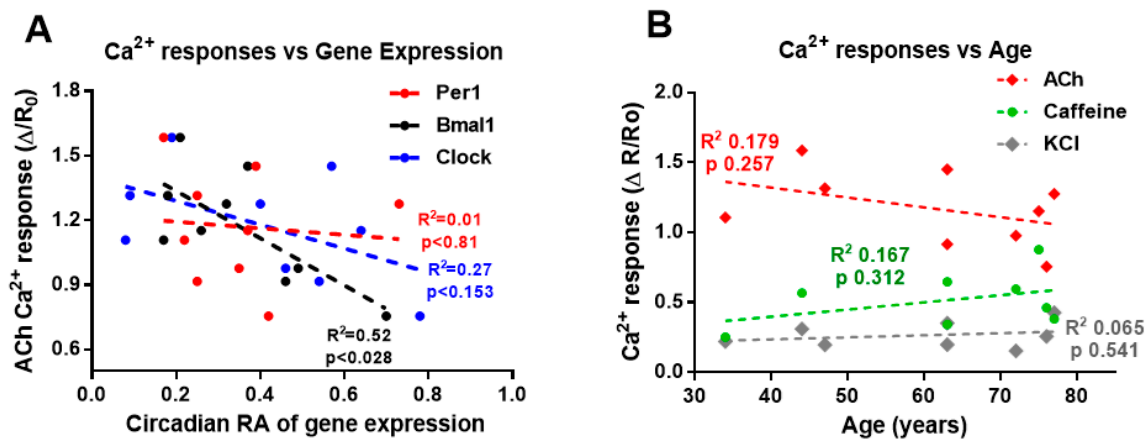 A
Ca²⁺ responses vs Gene Expression
Per1
Bmal1
Clock
ACh Ca²⁺ response (Δ/R₀)
1.8
1.5
1.2
0.9
0.6
R²=0.01
p<0.81
R²=0.27
p<0.153
R²=0.52
p<0.028
0.0
0.2
0.4
0.6
0.8
1.0
Circadian RA of gene expression
B
Ca²⁺ responses vs Age
ACh
Caffeine
KCl
Ca²⁺ response (Δ R/Ro)
2.0
1.5
1.0
0.5
0.0
R² 0.179
p 0.257
R² 0.167
p 0.312
R² 0.065
p 0.541
30
40
50
60
70
80
90
Age (years)